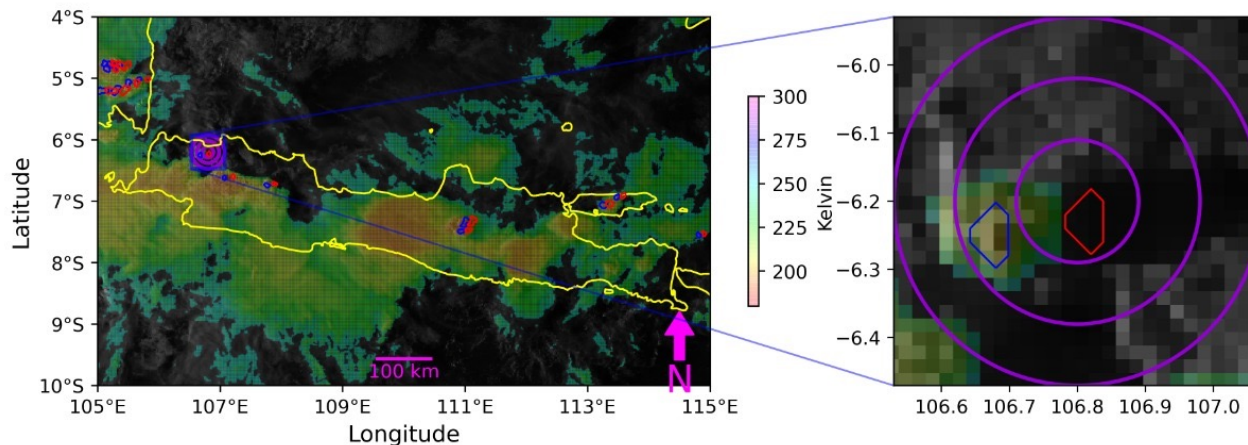 4°S
5°S
6°S
7°S
8°S
9°S
10°S
Latitude
105°E
107°E
109°E
111°E
113°E
115°E
Longitude
100 km
N
300
275
250
225
200
Kelvin
−6.0
−6.1
−6.2
−6.3
−6.4
106.6
106.7
106.8
106.9
107.0